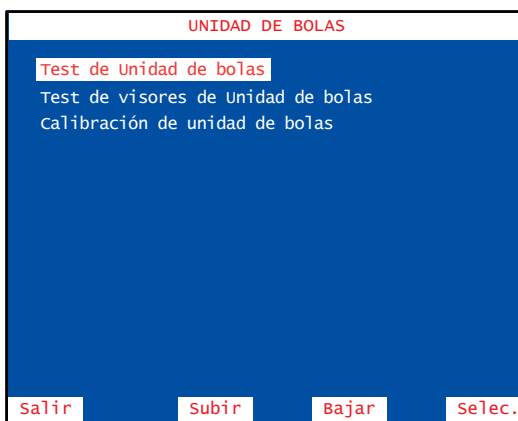 UNIDAD DE BOLAS
Test de Unidad de bolas
Test de visores de Unidad de bolas
Calibración de unidad de bolas
Salir Subir Bajar Selec.